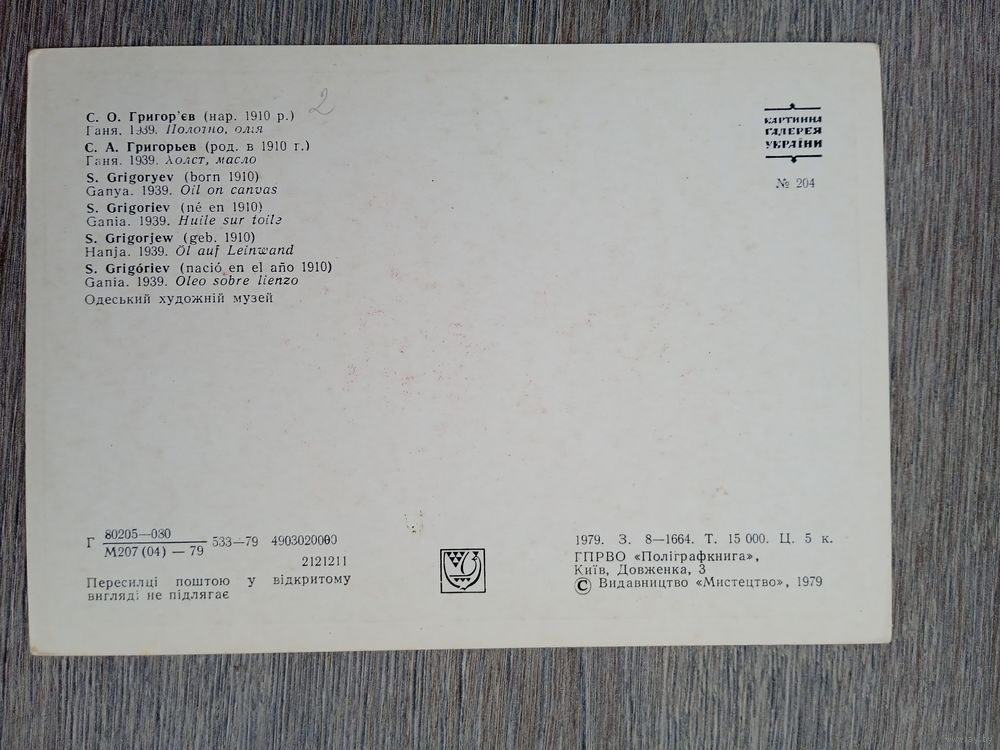 2
С. О. Григор'єв (нар. 1910 р.)
Ганя. 1939. Полотно, олія
С. А. Григорьев (род. в 1910 г.)
Ганя. 1939. Холст, масло
S. Grigoryev (born 1910)
Ganya. 1939. Oil on canvas
S. Grigoriev (né en 1910)
Gania. 1939. Huile sur toile
S. Grigorjew (geb. 1910)
Hanja. 1939. Öl auf Leinwand
S. Grigóriev (nació en el año 1910)
Gania. 1939. Oleo sobre lienzo
Одеський художній музей
КАРТИННА
ГАЛЕРЕЯ
УКРАЇНИ
№ 204
Г 80205—030
М207 (04) — 79 533—79 4903020000
2121211
Пересилці поштою у відкритому
вигляді не підлягає
1979. З. 8—1664. Т. 15 000. Ц. 5 к.
ГПРВО «Поліграфкнига»,
Київ, Довженка, 3
© Видавництво «Мистецтво», 1979